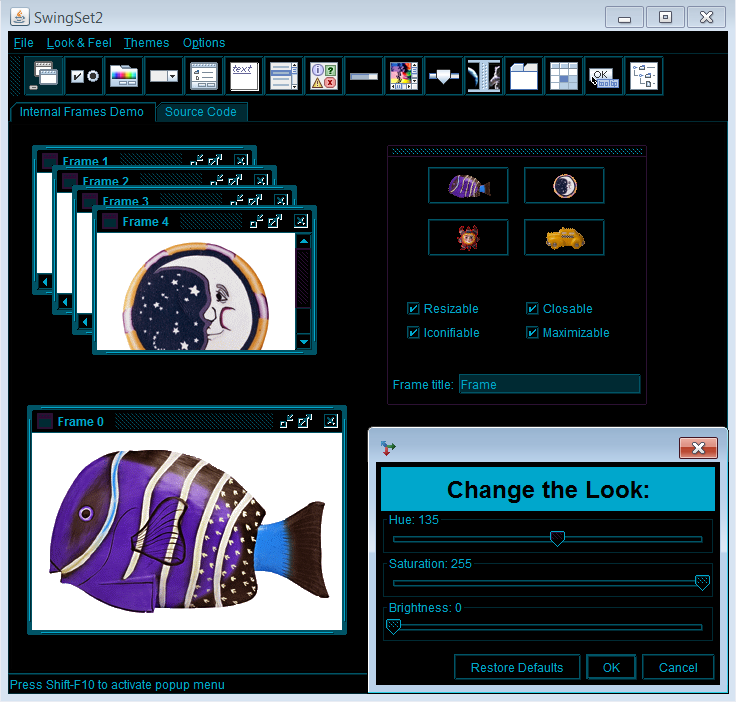 SwingSet2
File Look & Feel Themes Options
text
OK
Internal Frames Demo Source Code
Frame 1
Frame 2
Frame 3
Frame 4
Resizable Closable
Iconifiable Maximizable
Frame title: Frame
Frame 0
Change the Look:
Hue: 135
Saturation: 255
Brightness: 0
Restore Defaults OK Cancel
Press Shift-F10 to activate popup menu